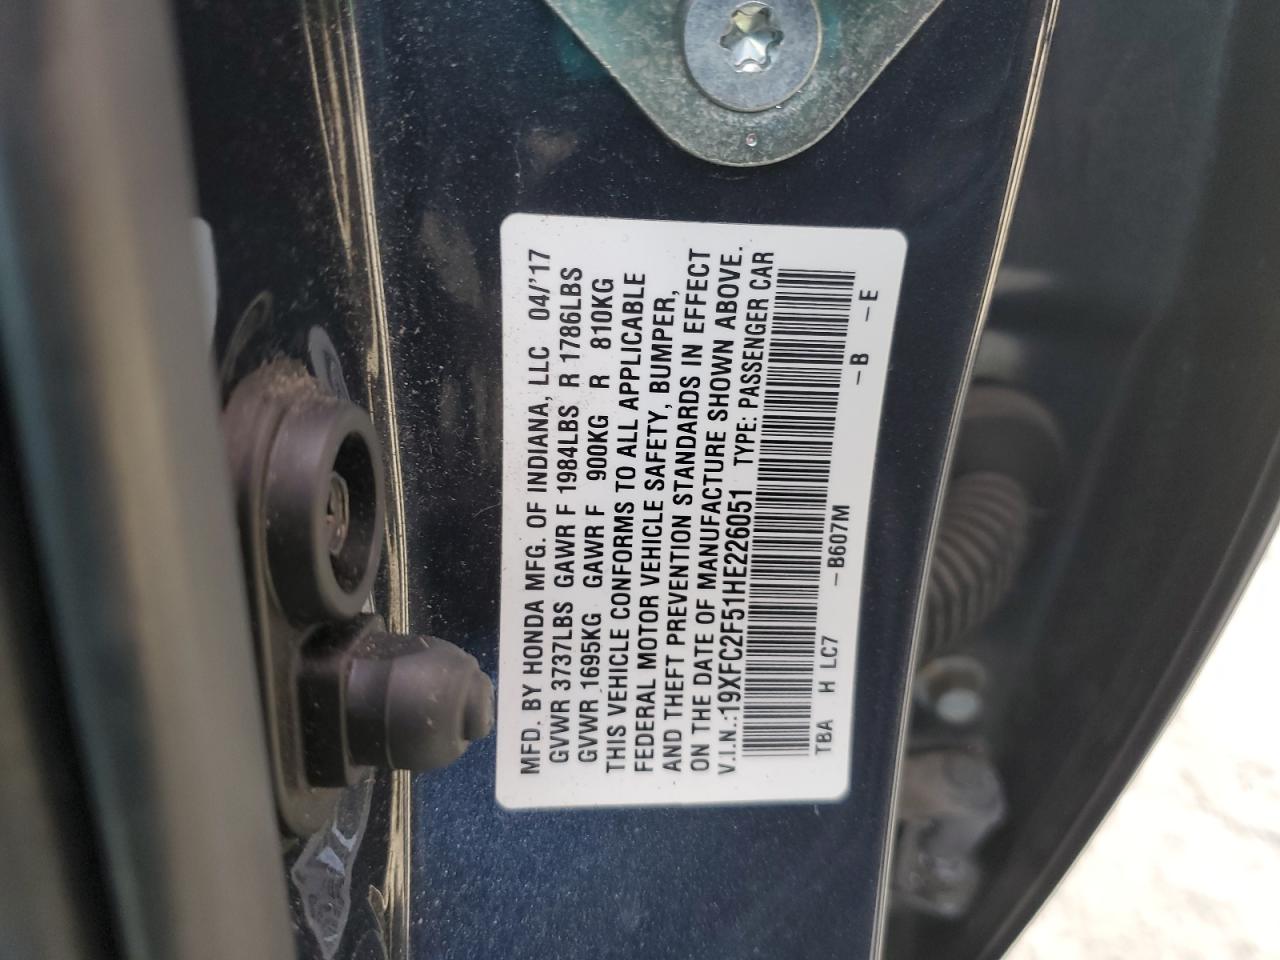 MFD. BY HONDA MFG. OF INDIANA, LLC 04/'17
GVWR 3737LBS GAWR F 1984LBS R 1786LBS
GVWR 1695KG GAWR F 900KG R 810KG
THIS VEHICLE CONFORMS TO ALL APPLICABLE
FEDERAL MOTOR VEHICLE SAFETY, BUMPER,
AND THEFT PREVENTION STANDARDS IN EFFECT
ON THE DATE OF MANUFACTURE SHOWN ABOVE.
V.I.N.:19XFC2F51HE226051 TYPE: PASSENGER CAR
TBA H LC7 –B607M –B –E